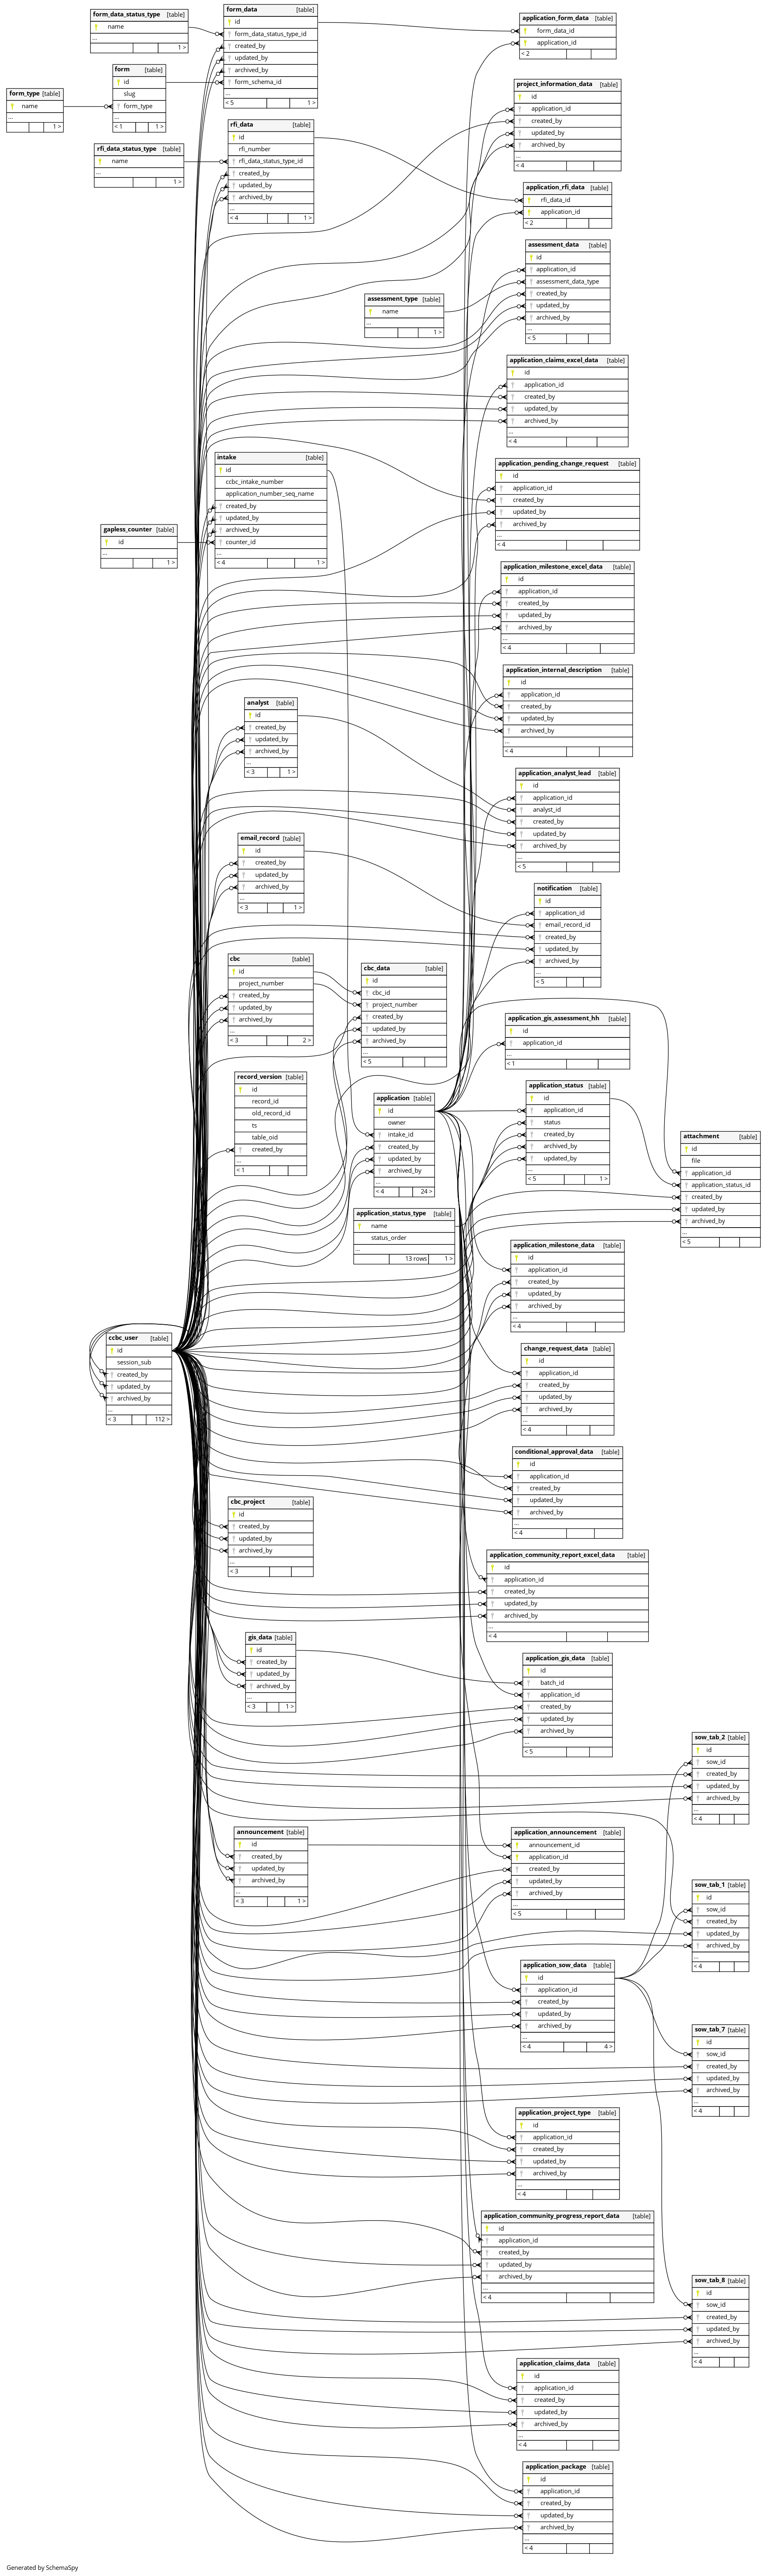 form_data_status_type [table]
name
...
1 >
form_data [table]
id
form_data_status_type_id
created_by
updated_by
archived_by
form_schema_id
...
< 5 1 >
application_form_data [table]
form_data_id
application_id
< 2
form [table]
id
slug
form_type
...
< 1 1 >
form_type [table]
name
...
1 >
project_information_data [table]
id
application_id
created_by
updated_by
archived_by
...
< 4
rfi_data [table]
id
rfi_number
rfi_data_status_type_id
created_by
updated_by
archived_by
...
< 4 1 >
rfi_data_status_type [table]
name
...
1 >
application_rfi_data [table]
rfi_data_id
application_id
< 2
assessment_data [table]
id
application_id
assessment_data_type
created_by
updated_by
archived_by
...
< 5
assessment_type [table]
name
...
1 >
application_claims_excel_data [table]
id
application_id
created_by
updated_by
archived_by
...
< 4
intake [table]
id
ccbc_intake_number
application_number_seq_name
created_by
updated_by
archived_by
counter_id
...
< 4 1 >
application_pending_change_request [table]
id
application_id
created_by
updated_by
archived_by
...
< 4
gapless_counter [table]
id
...
1 >
application_milestone_excel_data [table]
id
application_id
created_by
updated_by
archived_by
...
< 4
application_internal_description [table]
id
application_id
created_by
updated_by
archived_by
...
< 4
analyst [table]
id
created_by
updated_by
archived_by
...
< 3 1 >
application_analyst_lead [table]
id
application_id
analyst_id
created_by
updated_by
archived_by
...
< 5
email_record [table]
id
created_by
updated_by
archived_by
...
< 3 1 >
notification [table]
id
application_id
email_record_id
created_by
updated_by
archived_by
...
< 5
cbc [table]
id
project_number
created_by
updated_by
archived_by
...
< 3 2 >
cbc_data [table]
id
cbc_id
project_number
created_by
updated_by
archived_by
...
< 5
application_gis_assessment_hh [table]
id
application_id
...
< 1
record_version [table]
id
record_id
old_record_id
ts
table_oid
created_by
...
< 1
application [table]
id
owner
intake_id
created_by
updated_by
archived_by
...
< 4 24 >
application_status [table]
id
application_id
status
created_by
archived_by
updated_by
...
< 5 1 >
attachment [table]
id
file
application_id
application_status_id
created_by
updated_by
archived_by
...
< 5
application_status_type [table]
name
status_order
...
13 rows 1 >
application_milestone_data [table]
id
application_id
created_by
updated_by
archived_by
...
< 4
ccbc_user [table]
id
session_sub
created_by
updated_by
archived_by
...
< 3 112 >
change_request_data [table]
id
application_id
created_by
updated_by
archived_by
...
< 4
conditional_approval_data [table]
id
application_id
created_by
updated_by
archived_by
...
< 4
cbc_project [table]
id
created_by
updated_by
archived_by
...
< 3
application_community_report_excel_data [table]
id
application_id
created_by
updated_by
archived_by
...
< 4
gis_data [table]
id
created_by
updated_by
archived_by
...
< 3 1 >
application_gis_data [table]
id
batch_id
application_id
created_by
updated_by
archived_by
...
< 5
sow_tab_2 [table]
id
sow_id
created_by
updated_by
archived_by
...
< 4
announcement [table]
id
created_by
updated_by
archived_by
...
< 3 1 >
application_announcement [table]
announcement_id
application_id
created_by
updated_by
archived_by
...
< 5
sow_tab_1 [table]
id
sow_id
created_by
updated_by
archived_by
...
< 4
application_sow_data [table]
id
application_id
created_by
updated_by
archived_by
...
< 4 4 >
sow_tab_7 [table]
id
sow_id
created_by
updated_by
archived_by
...
< 4
application_project_type [table]
id
application_id
created_by
updated_by
archived_by
...
< 4
application_community_progress_report_data [table]
id
application_id
created_by
updated_by
archived_by
...
< 4
sow_tab_8 [table]
id
sow_id
created_by
updated_by
archived_by
...
< 4
application_claims_data [table]
id
application_id
created_by
updated_by
archived_by
...
< 4
application_package [table]
id
application_id
created_by
updated_by
archived_by
...
< 4
Generated by SchemaSpy